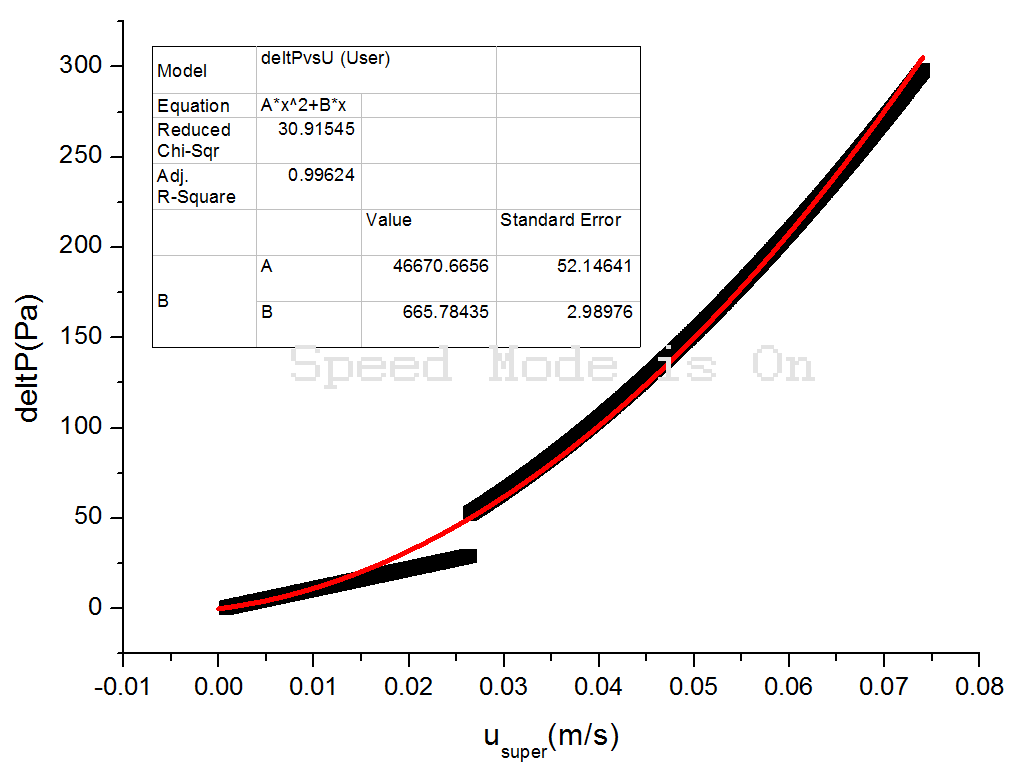 300
250
200
150
100
50
0
deltP(Pa)
Model deltPvsU (User)
Equation A*x^2+B*x
Reduced Chi-Sqr 30.91545
Adj. R-Square 0.99624
Value Standard Error
B A 46670.6656 52.14641
B 665.78435 2.98976
Speed Mode is On
-0.01 0.00 0.01 0.02 0.03 0.04 0.05 0.06 0.07 0.08
u_super(m/s)